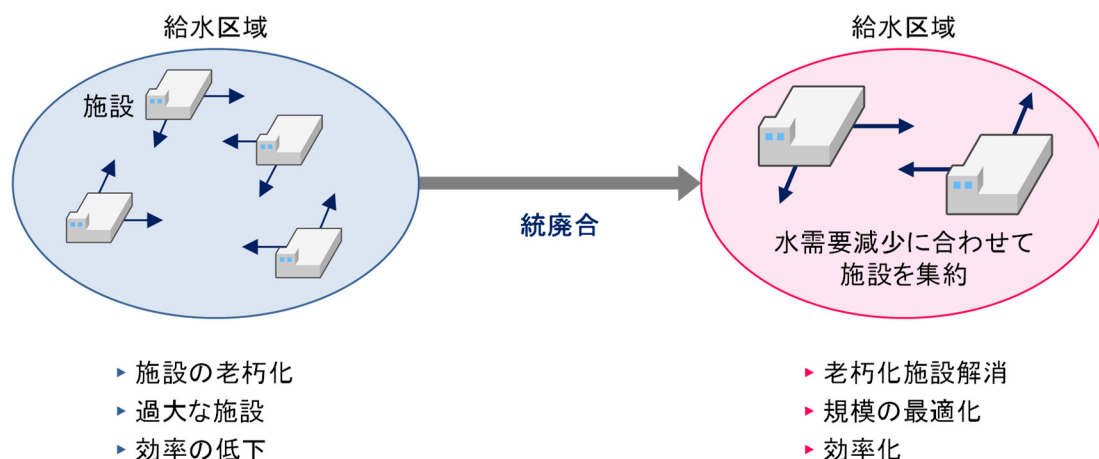 給水区域
施設
▸ 施設の老朽化
▸ 過大な施設
▸ 効率の低下
統廃合
給水区域
水需要減少に合わせて
施設を集約
▸ 老朽化施設解消
▸ 規模の最適化
▸ 効率化